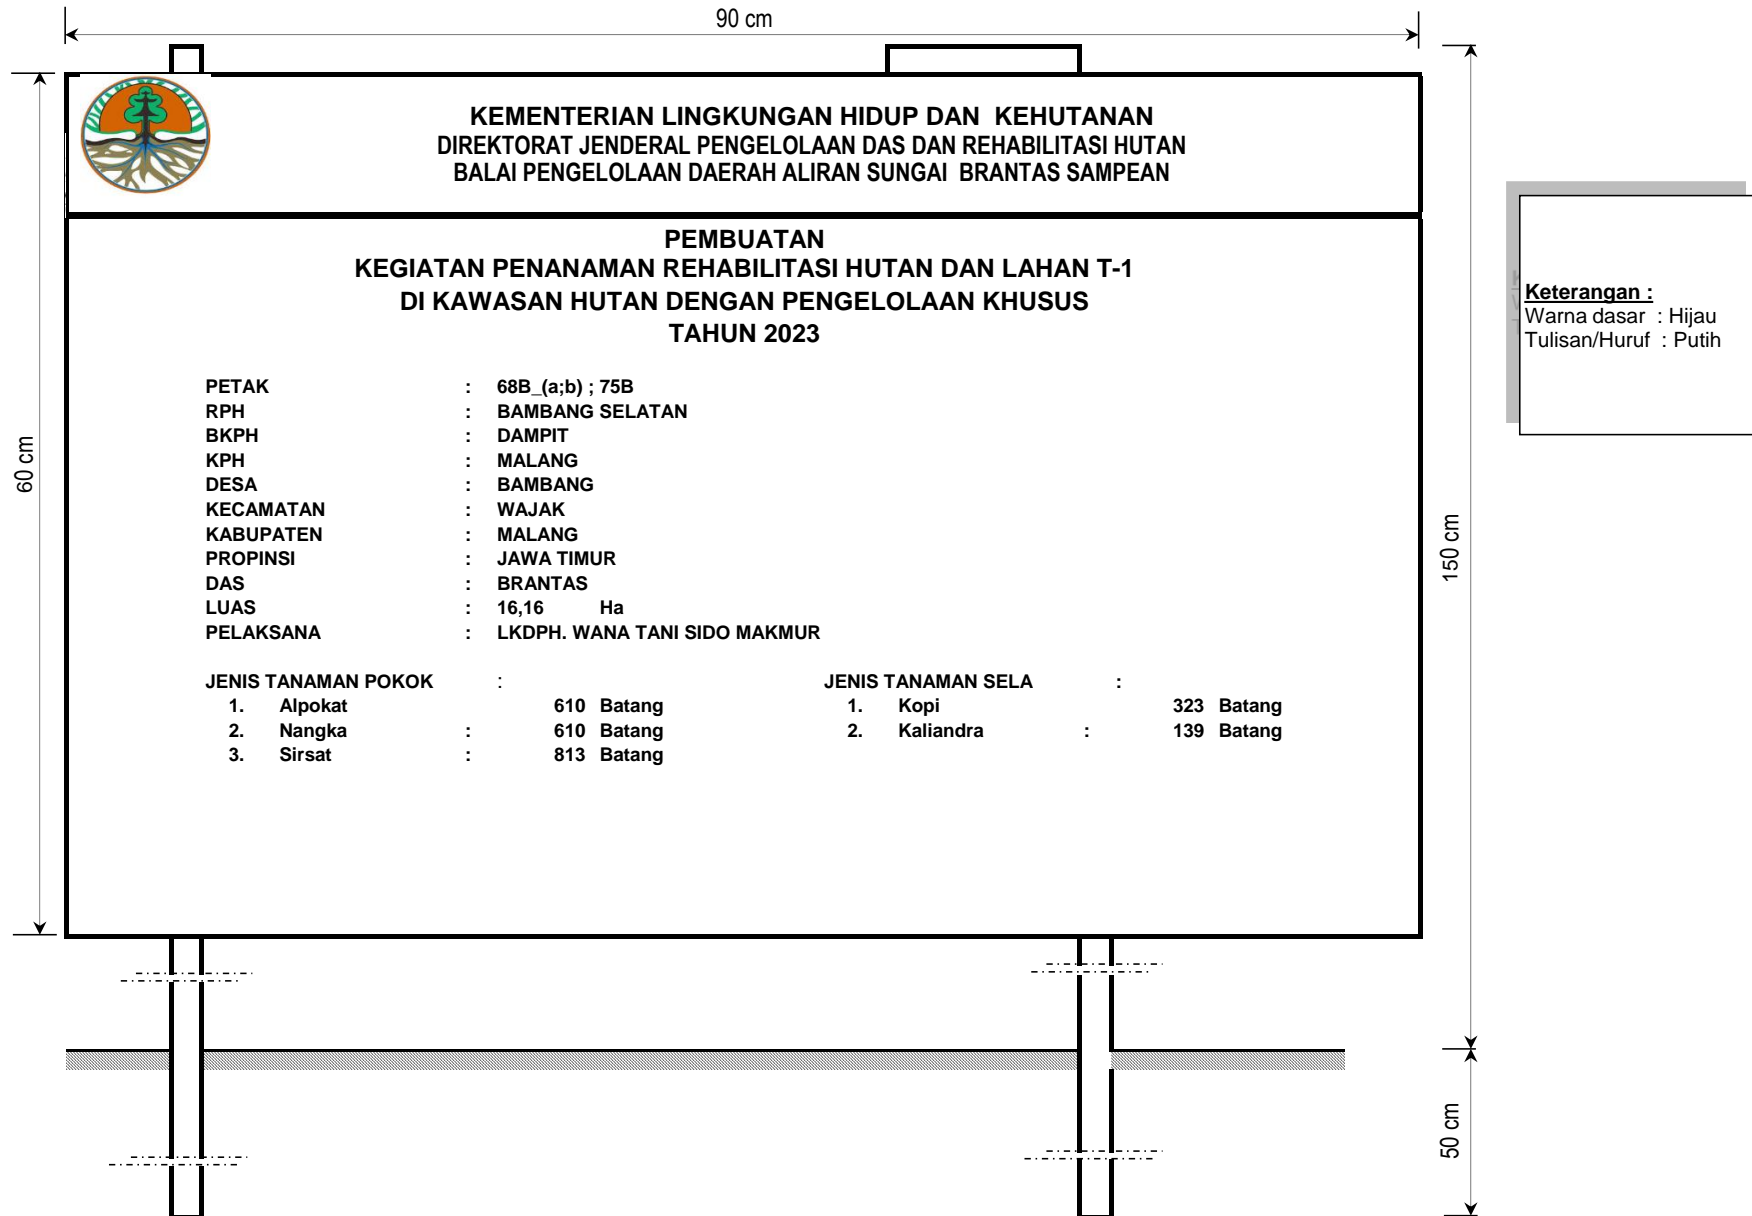 90 cm
KEMENTERIAN LINGKUNGAN HIDUP DAN KEHUTANAN
DIREKTORAT JENDERAL PENGELOLAAN DAS DAN REHABILITASI HUTAN
BALAI PENGELOLAAN DAERAH ALIRAN SUNGAI BRANTAS SAMPEAN
PEMBUATAN
KEGIATAN PENANAMAN REHABILITASI HUTAN DAN LAHAN T-1
DI KAWASAN HUTAN DENGAN PENGELOLAAN KHUSUS
TAHUN 2023
PETAK : 68B_(a;b) ; 75B
RPH : BAMBANG SELATAN
BKPH : DAMPIT
KPH : MALANG
DESA : BAMBANG
KECAMATAN : WAJAK
KABUPATEN : MALANG
PROPINSI : JAWA TIMUR
DAS : BRANTAS
LUAS : 16,16 Ha
PELAKSANA : LKDPH. WANA TANI SIDO MAKMUR
JENIS TANAMAN POKOK :
1. Alpokat 610 Batang
2. Nangka : 610 Batang
3. Sirsat : 813 Batang
JENIS TANAMAN SELA :
1. Kopi 323 Batang
2. Kaliandra : 139 Batang
60 cm
150 cm
50 cm
Keterangan :
Warna dasar : Hijau
Tulisan/Huruf : Putih